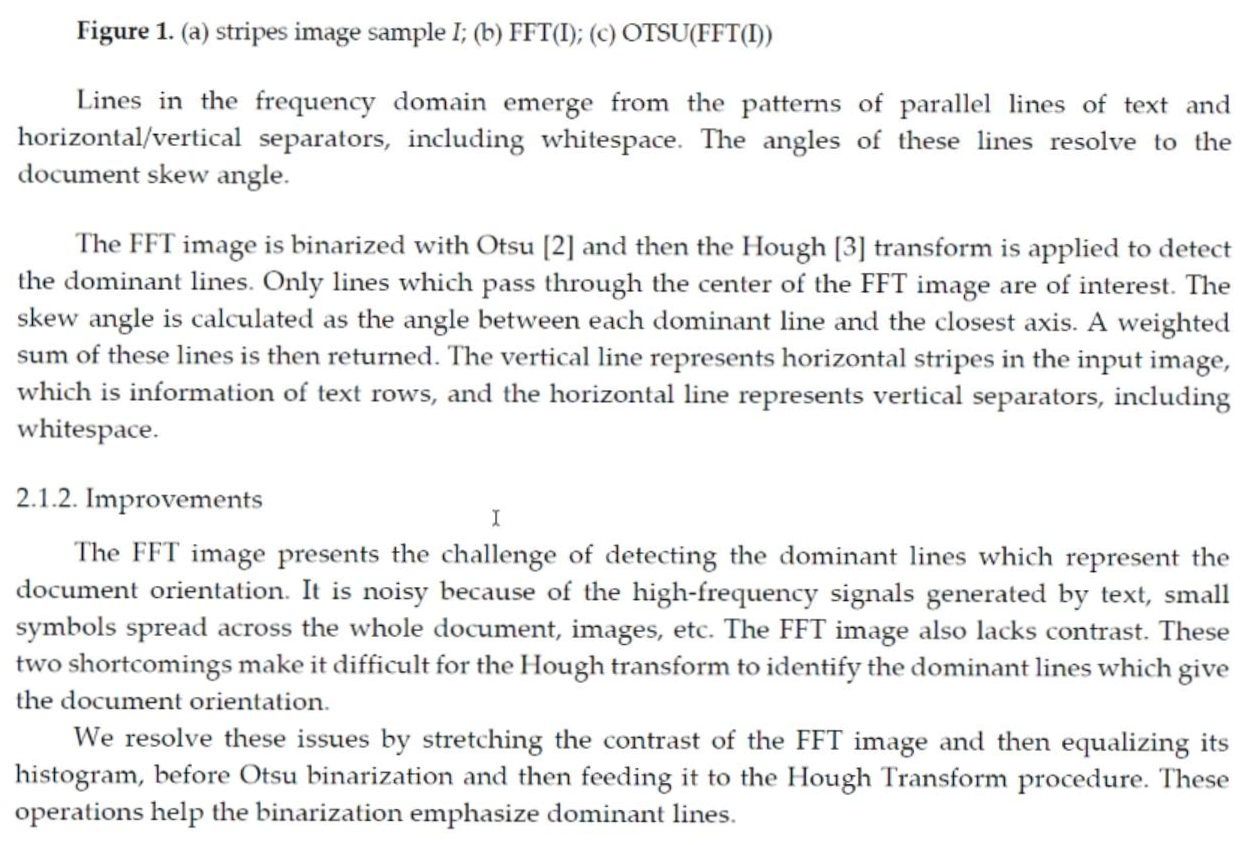 Figure 1. (a) stripes image sample I; (b) FFT(I); (c) OTSU(FFT(I))
Lines in the frequency domain emerge from the patterns of parallel lines of text and
horizontal/vertical separators, including whitespace. The angles of these lines resolve to the
document skew angle.
The FFT image is binarized with Otsu [2] and then the Hough [3] transform is applied to detect
the dominant lines. Only lines which pass through the center of the FFT image are of interest. The
skew angle is calculated as the angle between each dominant line and the closest axis. A weighted
sum of these lines is then returned. The vertical line represents horizontal stripes in the input image,
which is information of text rows, and the horizontal line represents vertical separators, including
whitespace.
2.1.2. Improvements
The FFT image presents the challenge of detecting the dominant lines which represent the
document orientation. It is noisy because of the high-frequency signals generated by text, small
symbols spread across the whole document, images, etc. The FFT image also lacks contrast. These
two shortcomings make it difficult for the Hough transform to identify the dominant lines which give
the document orientation.
We resolve these issues by stretching the contrast of the FFT image and then equalizing its
histogram, before Otsu binarization and then feeding it to the Hough Transform procedure. These
operations help the binarization emphasize dominant lines.